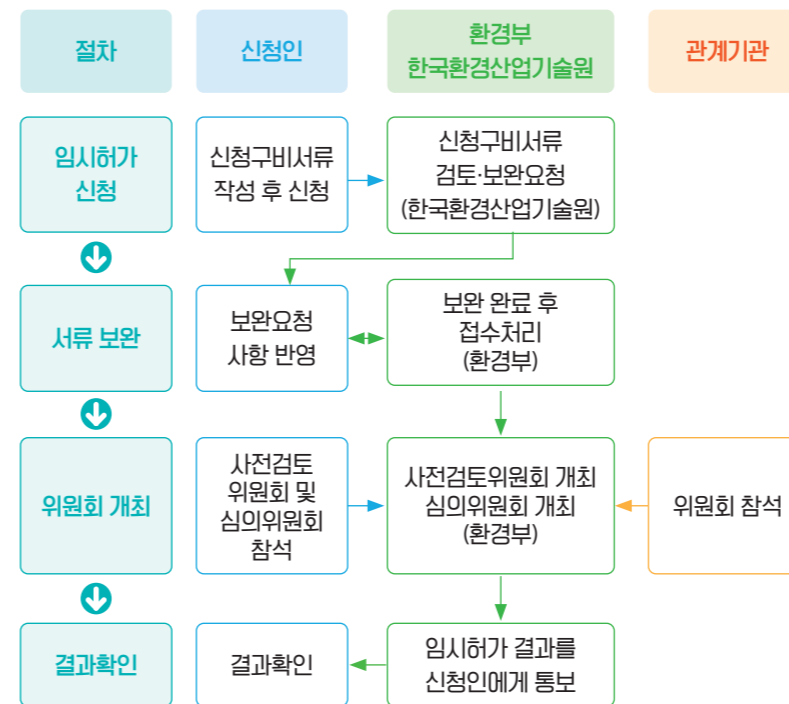 절차
신청인
환경부
한국환경산업기술원
관계기관
임시허가
신청
신청구비서류
작성 후 신청
신청구비서류
검토·보완요청
(한국환경산업기술원)
서류 보완
보완요청
사항 반영
보완 완료 후
접수처리
(환경부)
위원회 개최
사전검토
위원회 및
심의위원회
참석
사전검토위원회 개최
심의위원회 개최
(환경부)
위원회 참석
결과확인
결과확인
임시허가 결과를
신청인에게 통보